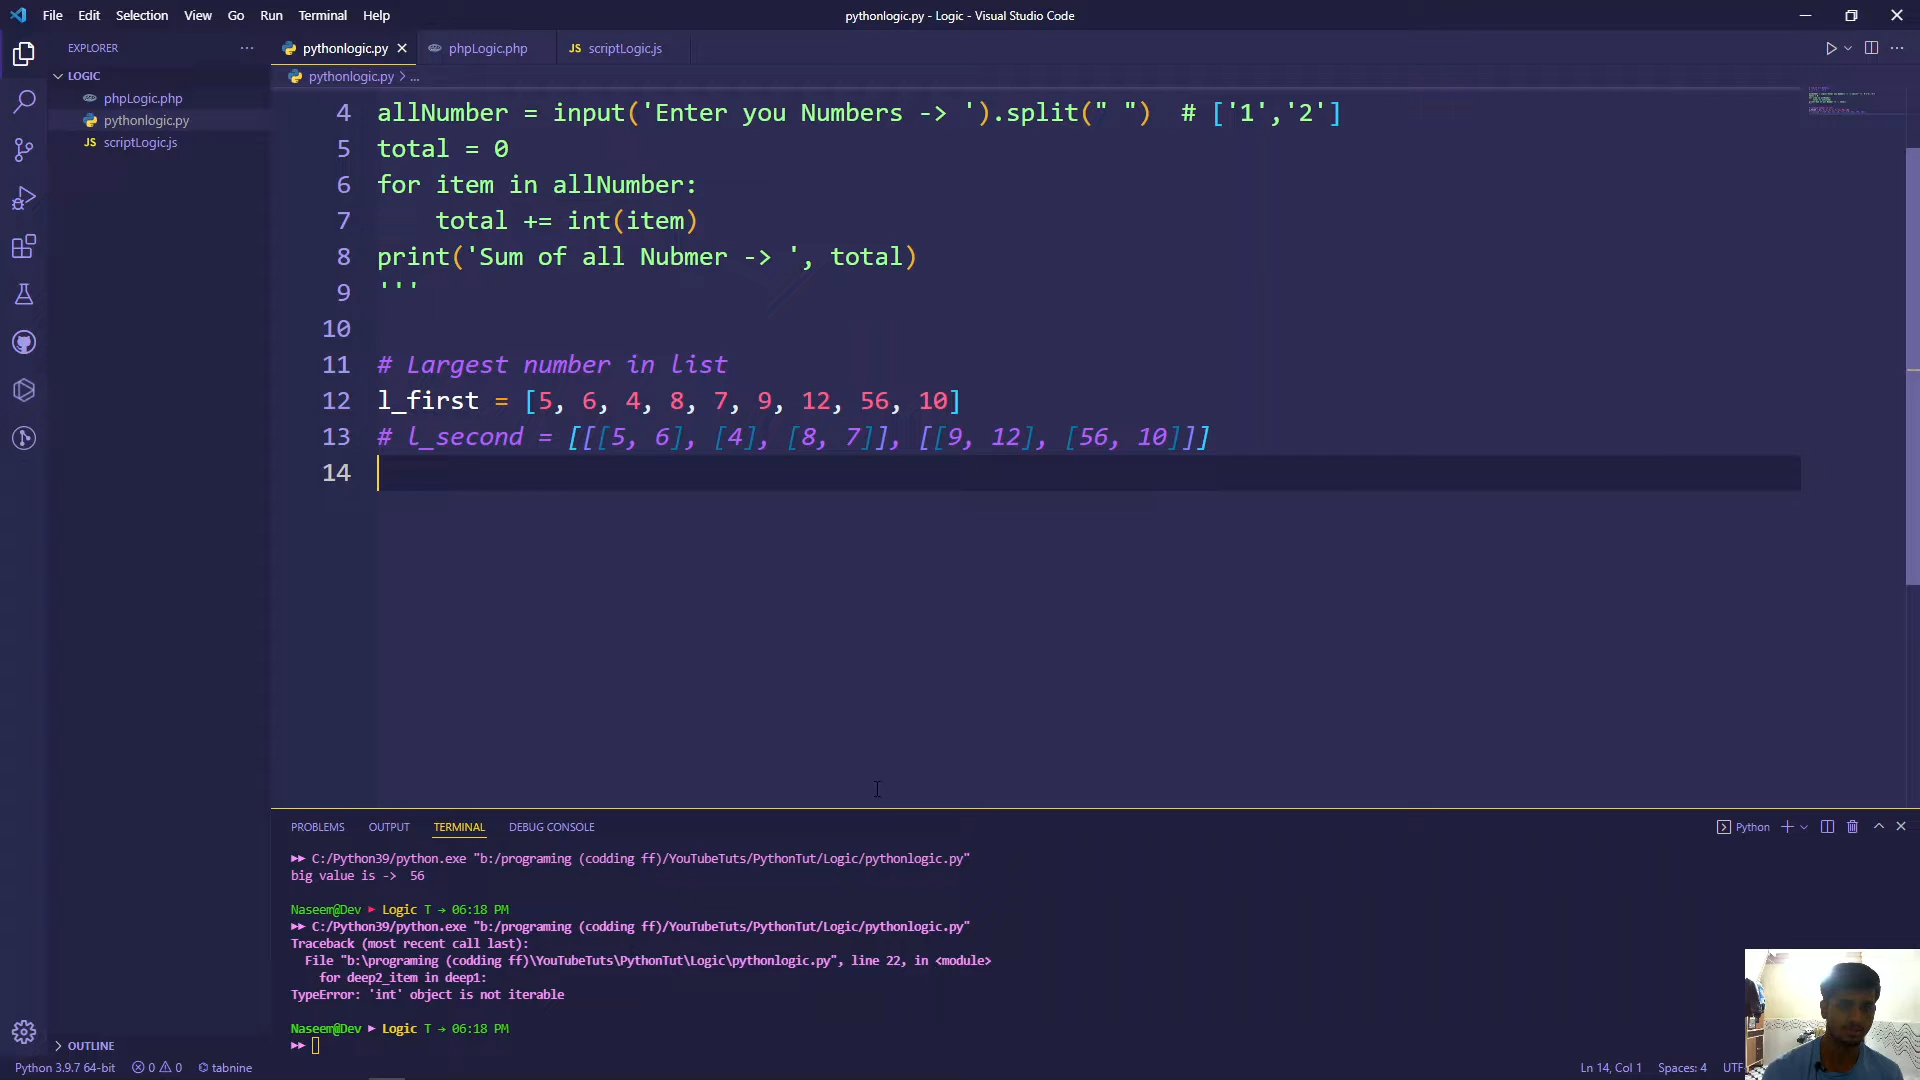 File Edit Selection View Go Run Terminal Help
pythonlogic.py - Logic - Visual Studio Code
EXPLORER
LOGIC
phpLogic.php
pythonlogic.py
JS scriptLogic.js
pythonlogic.py
phpLogic.php
JS scriptLogic.js
pythonlogic.py > ...
4 allNumber = input('Enter you Numbers -> ').split(" ") # ['1','2']
5 total = 0
6 for item in allNumber:
7 total += int(item)
8 print('Sum of all Nubmer -> ', total)
9 '''
10
11 # Largest number in list
12 l_first = [5, 6, 4, 8, 7, 9, 12, 56, 10]
13 # l_second = [[[5, 6], [4], [8, 7]], [[9, 12], [56, 10]]]
14
PROBLEMS OUTPUT TERMINAL DEBUG CONSOLE
Python
▸▸ C:/Python39/python.exe "b:/programing (codding ff)/YouTubeTuts/PythonTut/Logic/pythonlogic.py"
big value is -> 56
Naseem@Dev ▸ Logic T → 06:18 PM
▸▸ C:/Python39/python.exe "b:/programing (codding ff)/YouTubeTuts/PythonTut/Logic/pythonlogic.py"
Traceback (most recent call last):
File "b:\programing (codding ff)\YouTubeTuts\PythonTut\Logic\pythonlogic.py", line 22, in <module>
for deep2_item in deep1:
TypeError: 'int' object is not iterable
Naseem@Dev ▸ Logic T → 06:18 PM
▸▸
OUTLINE
Python 3.9.7 64-bit 0 0 tabnine
Ln 14, Col 1 Spaces: 4 UTF